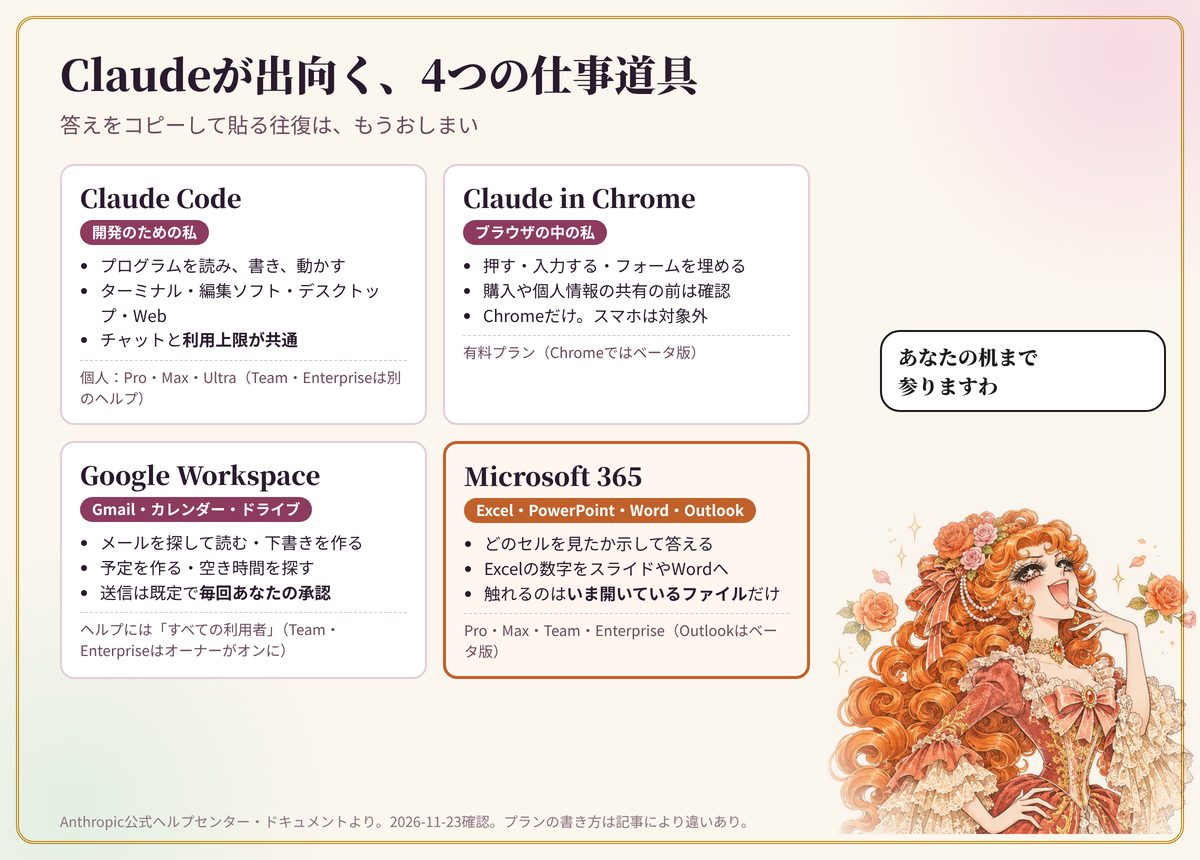 Claudeが出向く、4つの仕事道具
答えをコピーして貼る往復は、もうおしまい
Claude Code
開発のための私
• プログラムを読み、書き、動かす
• ターミナル・編集ソフト・デスクトッ
プ・Web
• チャットと利用上限が共通
個人：Pro・Max・Ultra（Team・Enterpriseは別
のヘルプ）
Claude in Chrome
ブラウザの中の私
• 押す・入力する・フォームを埋める
• 購入や個人情報の共有の前は確認
• Chromeだけ。スマホは対象外
有料プラン（Chromeではベータ版）
Google Workspace
Gmail・カレンダー・ドライブ
• メールを探して読む・下書きを作る
• 予定を作る・空き時間を探す
• 送信は既定で毎回あなたの承認
ヘルプには「すべての利用者」（Team・
Enterpriseはオーナーがオンに）
Microsoft 365
Excel・PowerPoint・Word・Outlook
• どのセルを見たか示して答える
• Excelの数字をスライドやWordへ
• 触れるのはいま開いているファイルだけ
Pro・Max・Team・Enterprise（Outlookはベー
タ版）
あなたの机まで
参りますわ
Anthropic公式ヘルプセンター・ドキュメントより。2026-11-23確認。プランの書き方は記事により違いあり。